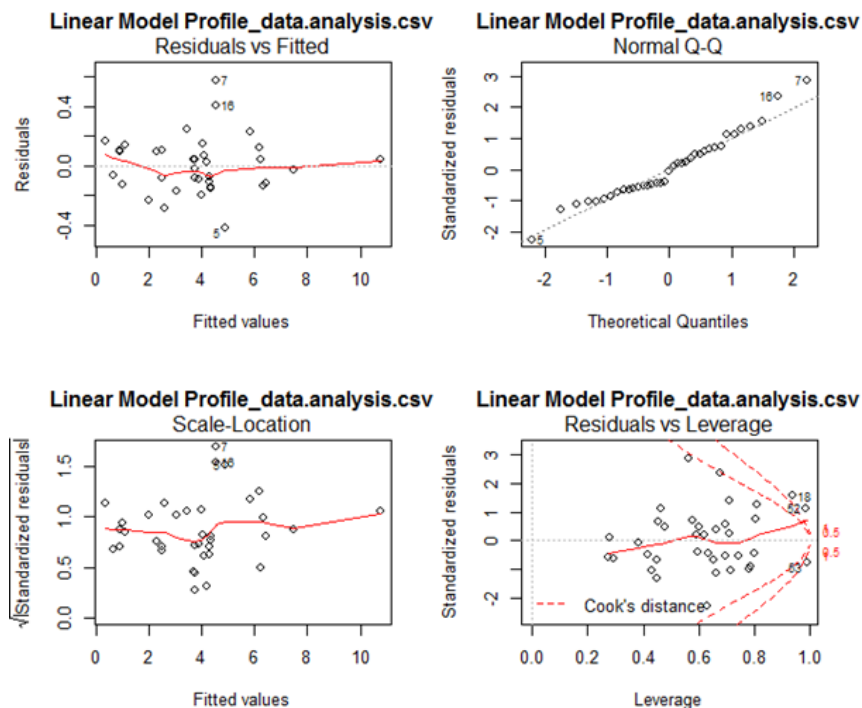 Linear Model Profile_data.analysis.csv
Residuals vs Fitted
Residuals
0.4
0.0
-0.4
7
16
5
0 2 4 6 8 10
Fitted values
Linear Model Profile_data.analysis.csv
Normal Q-Q
Standardized residuals
3
2
1
0
-1
-2
7
16
5
-2 -1 0 1 2
Theoretical Quantiles
Linear Model Profile_data.analysis.csv
Scale-Location
√|Standardized residuals
1.5
1.0
0.5
0.0
7
0 2 4 6 8 10
Fitted values
Linear Model Profile_data.analysis.csv
Residuals vs Leverage
Standardized residuals
3
2
1
0
-2
18
Cook's distance
0.5
0.5
0.0 0.2 0.4 0.6 0.8 1.0
Leverage